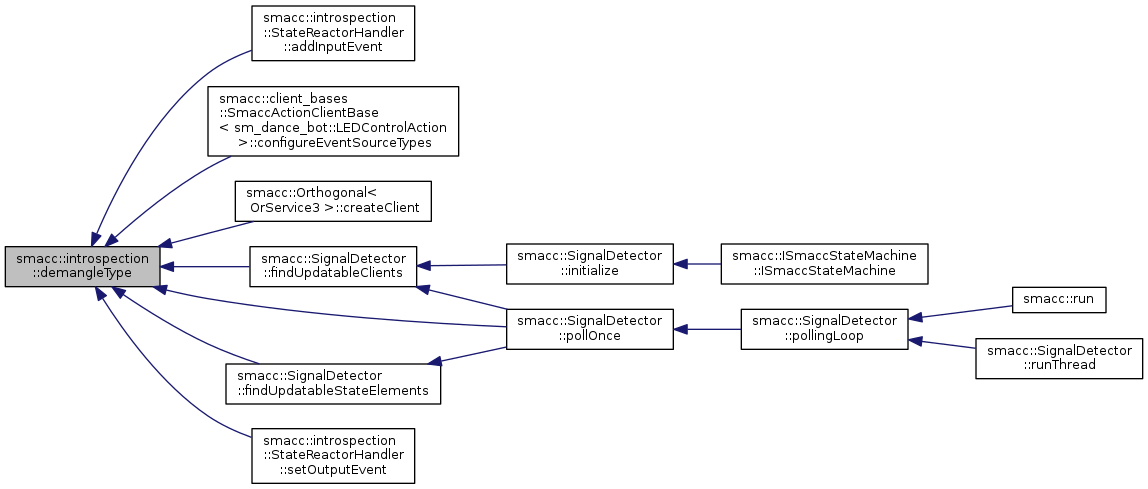 smacc::introspection
::StateReactorHandler
::addInputEvent
smacc::client_bases
::SmaccActionClientBase
< sm_dance_bot::LEDControlAction
>::configureEventSourceTypes
smacc::Orthogonal<
OrService3 >::createClient
smacc::introspection
::demangleType
smacc::SignalDetector
::findUpdatableClients
smacc::SignalDetector
::initialize
smacc::ISmaccStateMachine
::ISmaccStateMachine
smacc::SignalDetector
::pollOnce
smacc::SignalDetector
::pollingLoop
smacc::run
smacc::SignalDetector
::runThread
smacc::SignalDetector
::findUpdatableStateElements
smacc::introspection
::StateReactorHandler
::setOutputEvent